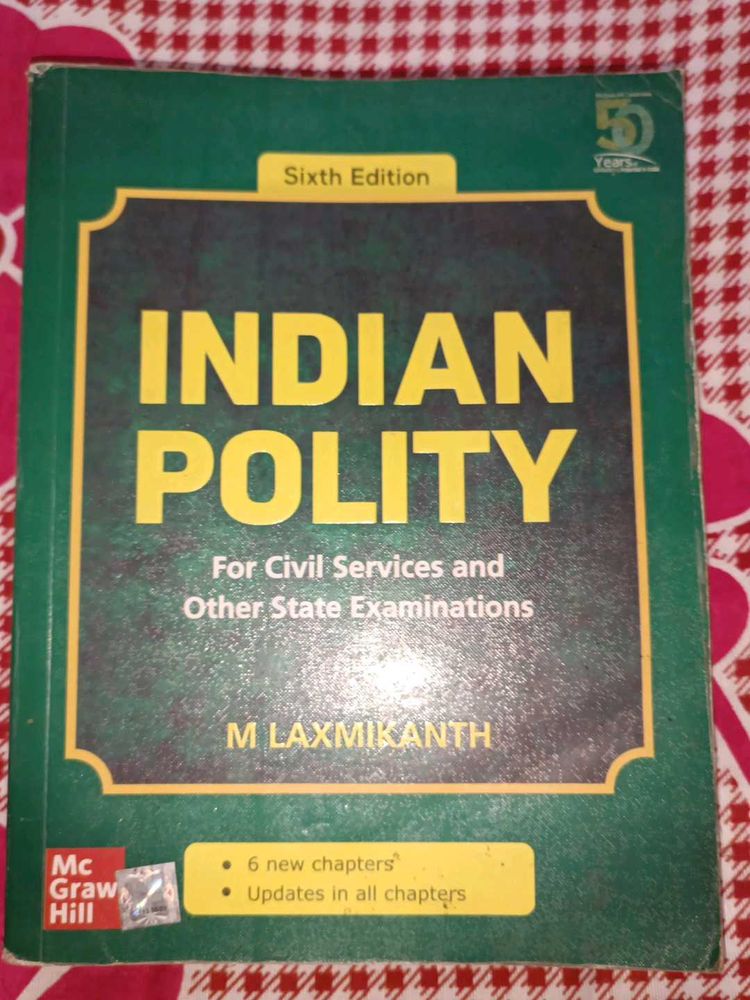 50
Years
Sixth Edition
INDIAN
POLITY
For Civil Services and
Other State Examinations
M LAXMIKANTH
Mc
Graw
Hill
• 6 new chapters
• Updates in all chapters